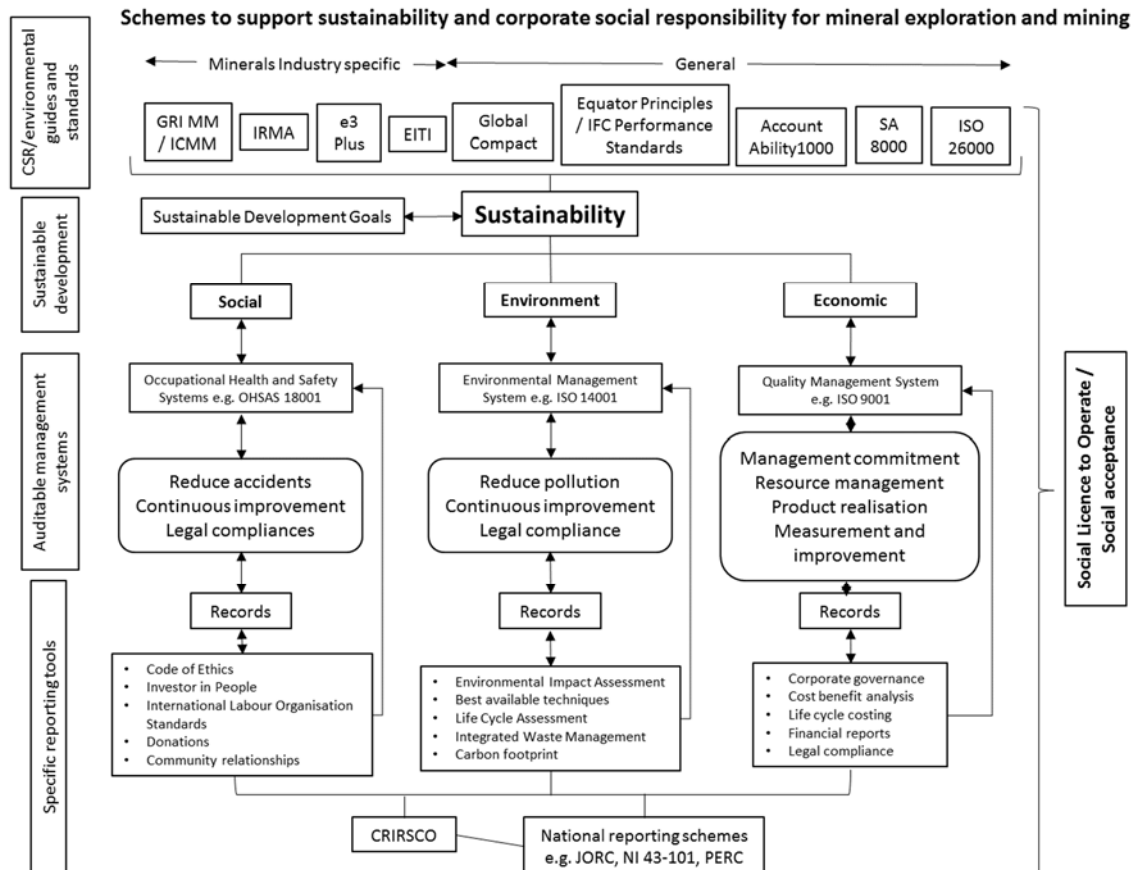 Schemes to support sustainability and corporate social responsibility for mineral exploration and mining
CSR/environmental
guides and
standards
Minerals Industry specific
General
GRI MM
/ ICMM
IRMA
e3
Plus
EITI
Global
Compact
Equator Principles
/ IFC Performance
Standards
Account
Ability1000
SA
8000
ISO
26000
Sustainable
development
Sustainable Development Goals
Sustainability
Social
Environment
Economic
Auditable management
systems
Occupational Health and Safety
Systems e.g. OHSAS 18001
Environmental Management
System e.g. ISO 14001
Quality Management System
e.g. ISO 9001
Reduce accidents
Continuous improvement
Legal compliances
Reduce pollution
Continuous improvement
Legal compliance
Management commitment
Resource management
Product realisation
Measurement and
improvement
Social Licence to Operate /
Social acceptance
Specific reporting tools
Records
Records
Records
• Code of Ethics
• Investor in People
• International Labour Organisation
Standards
• Donations
• Community relationships
• Environmental Impact Assessment
• Best available techniques
• Life Cycle Assessment
• Integrated Waste Management
• Carbon footprint
• Corporate governance
• Cost benefit analysis
• Life cycle costing
• Financial reports
• Legal compliance
CRIRSCO
National reporting schemes
e.g. JORC, NI 43-101, PERC